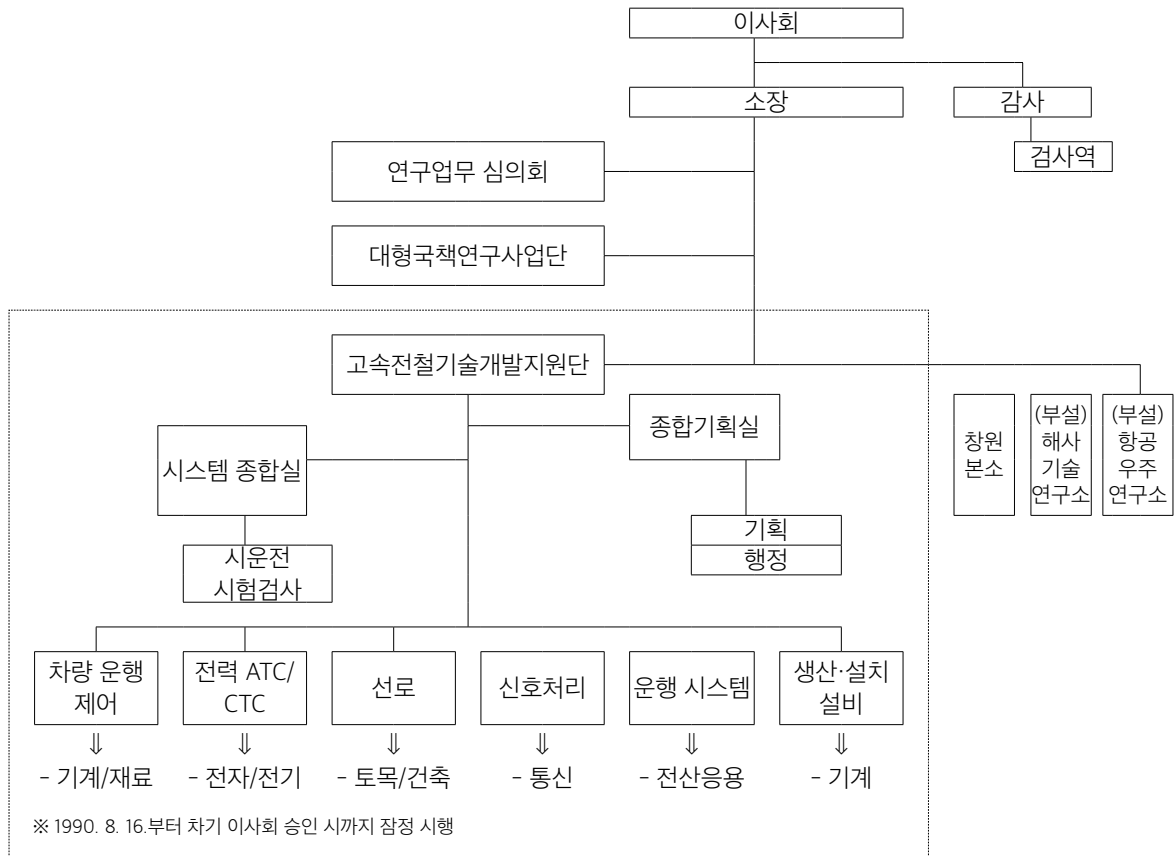 이사회
소장
감사
검사역
연구업무 심의회
대형국책연구사업단
고속전철기술개발지원단
종합기획실
시스템 종합실
창원
본소
(부설)
해사
기술
연구소
(부설)
항공
우주
연구소
기획
행정
시운전
시험검사
차량 운행
제어
전력 ATC/
CTC
선로
신호처리
운행 시스템
생산·설치
설비
⇓
⇓
⇓
⇓
⇓
⇓
- 기계/재료
- 전자/전기
- 토목/건축
- 통신
- 전산응용
- 기계
※ 1990. 8. 16.부터 차기 이사회 승인 시까지 잠정 시행